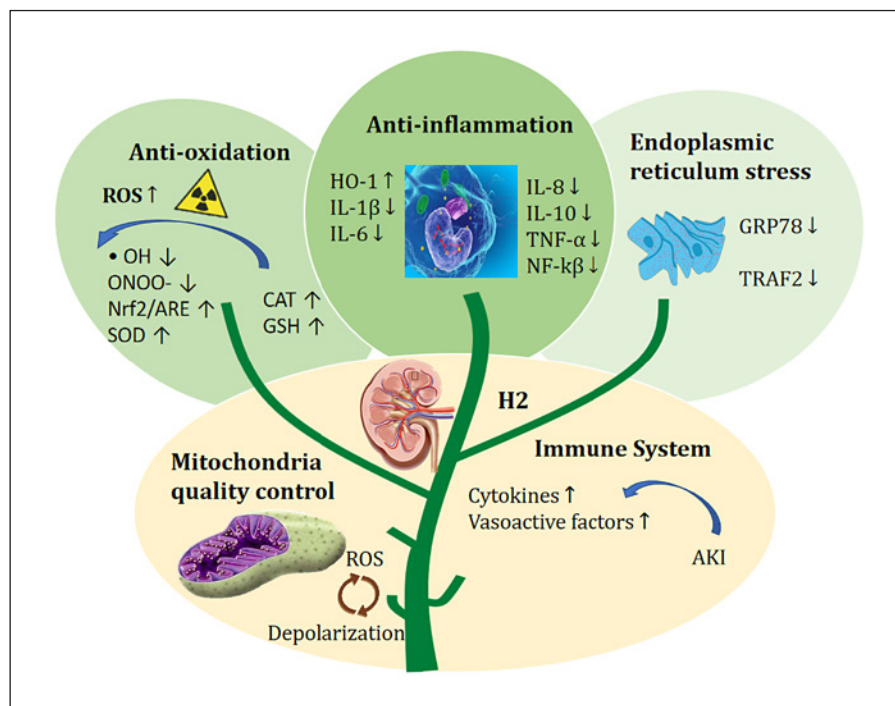 Anti-oxidation
ROS↑
• OH ↓
ONOO- ↓
Nrf2/ARE ↑
SOD ↑
CAT ↑
GSH ↑
Anti-inflammation
HO-1↑
IL-1β↓
IL-6↓
IL-8↓
IL-10↓
TNF-α↓
NF-kβ↓
Endoplasmic
reticulum stress
GRP78↓
TRAF2↓
H2
Mitochondria
quality control
ROS
Depolarization
Immune System
Cytokines↑
Vasoactive factors↑
AKI